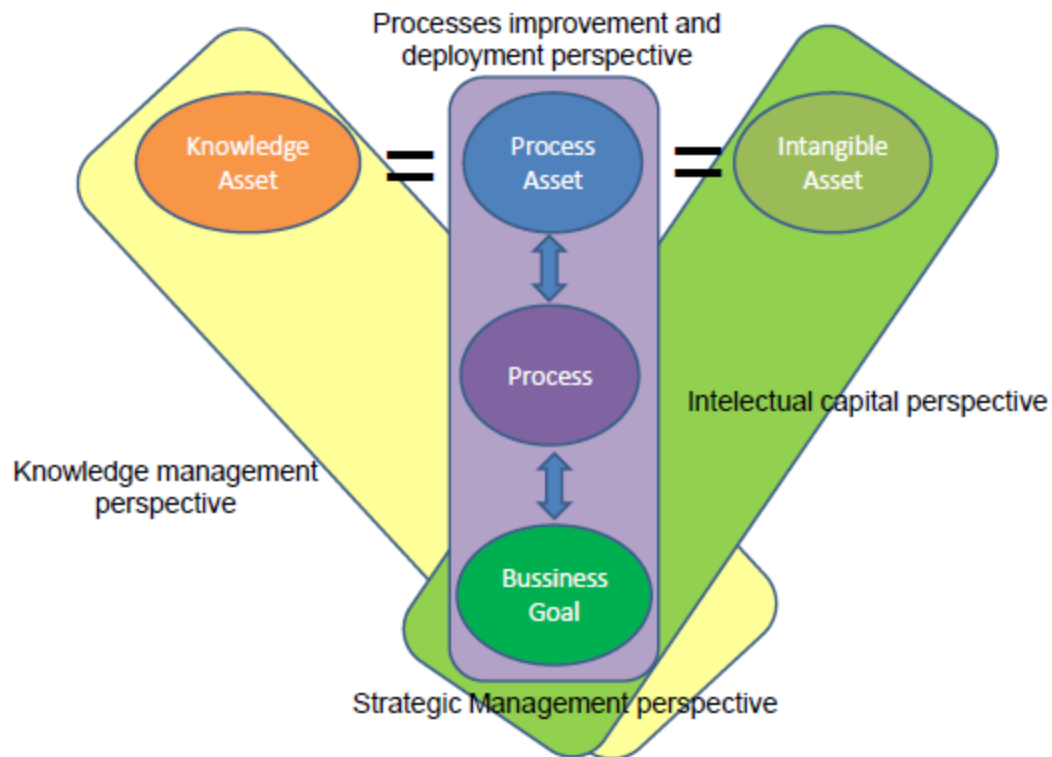 Processes improvement and
deployment perspective
Knowledge
Asset
=
Process
Asset
=
Intangible
Asset
Process
Intelectual capital perspective
Knowledge management
perspective
Bussiness
Goal
Strategic Management perspective